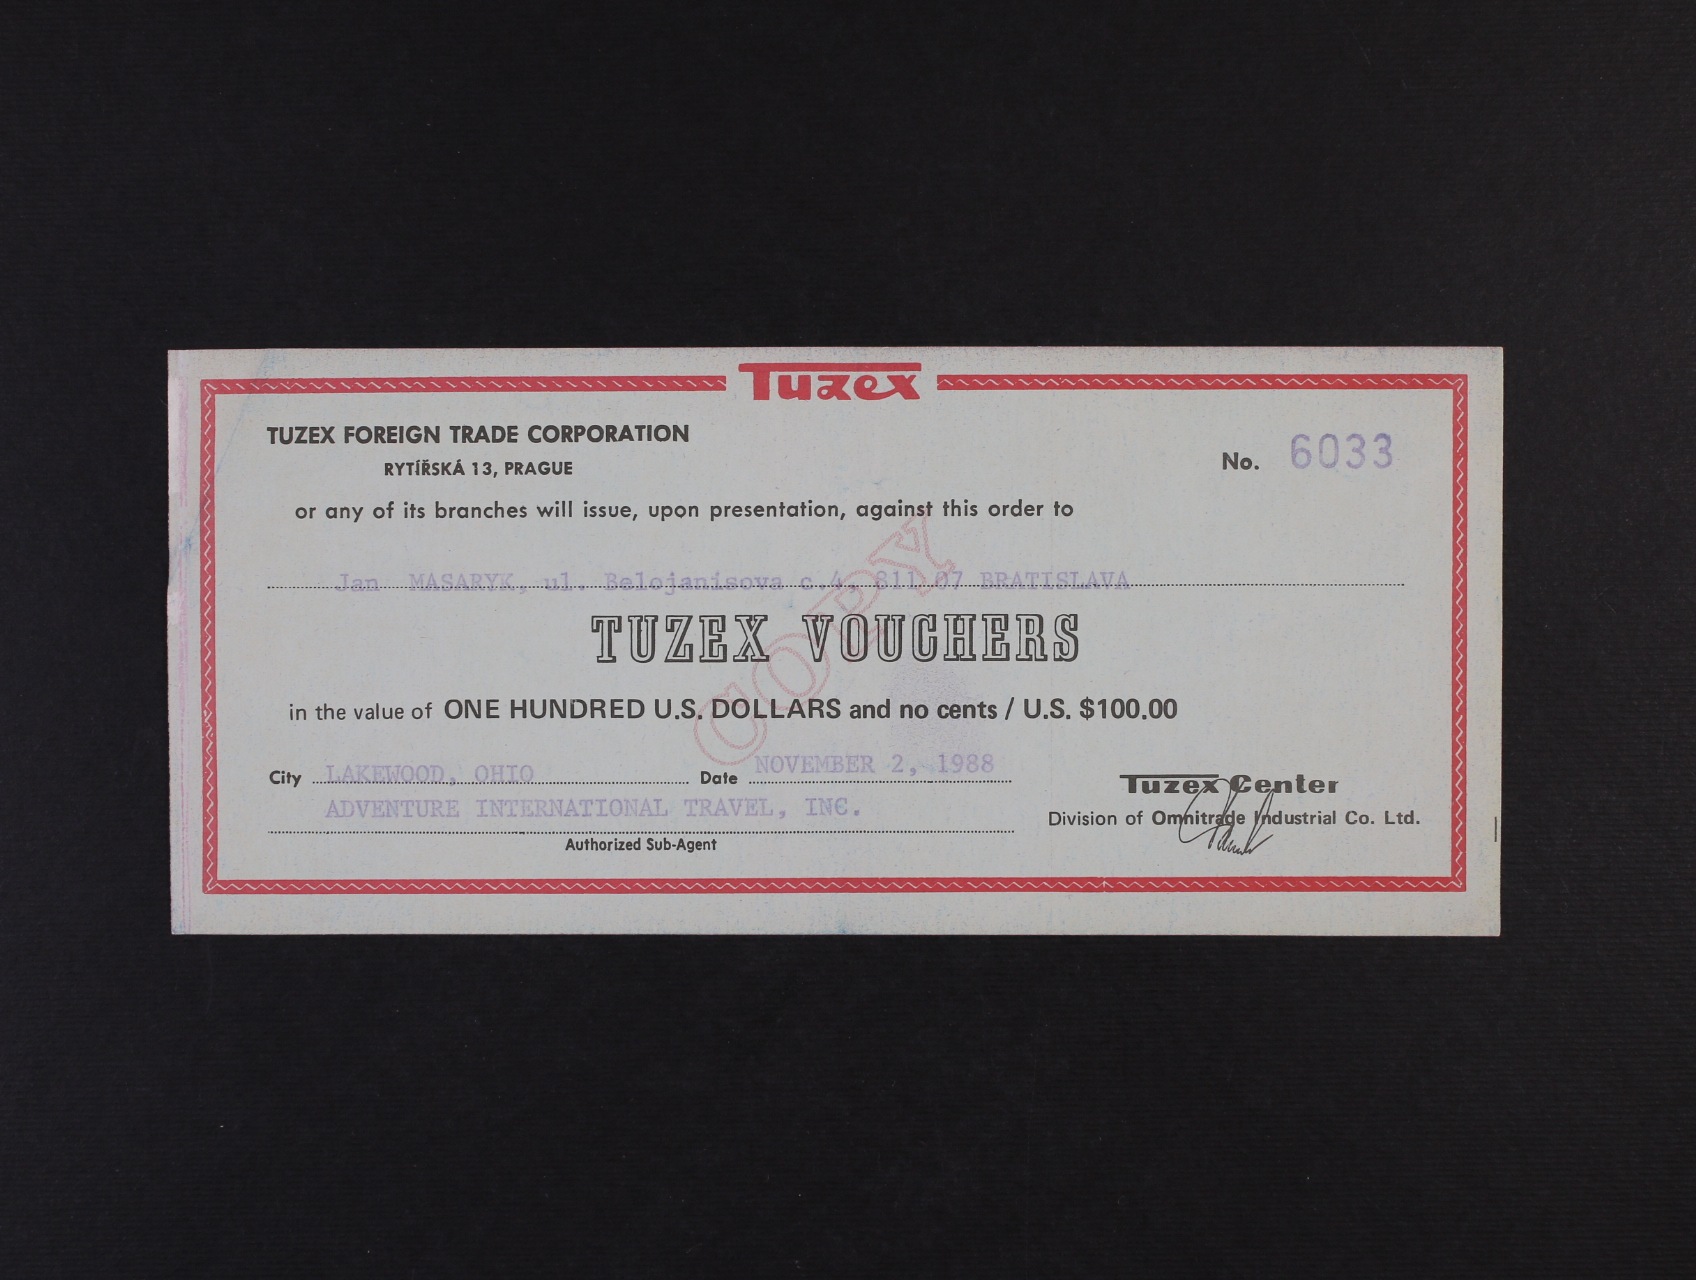 Tuzex
TUZEX FOREIGN TRADE CORPORATION
RYTÍŘSKÁ 13, PRAGUE
No. 6033
or any of its branches will issue, upon presentation, against this order to
Jan MASARYK, ul. Belojanisova c.4, 811 07 BRATISLAVA
COPY
TUZEX VOUCHERS
in the value of ONE HUNDRED U.S. DOLLARS and no cents / U.S. $100.00
City LAKEWOOD, OHIO Date NOVEMBER 2, 1988
ADVENTURE INTERNATIONAL TRAVEL, INC.
Authorized Sub-Agent
Tuzex Center
Division of Omnitrade Industrial Co. Ltd.